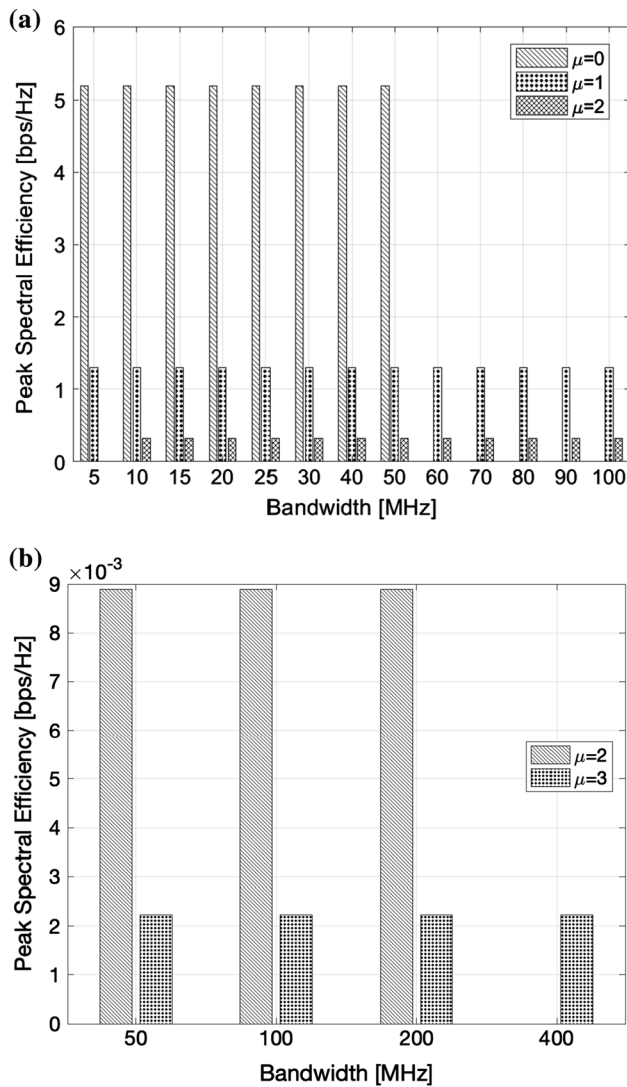 (a)
6
5
4
3
2
1
0
Peak Spectral Efficiency [bps/Hz]
μ=0
μ=1
μ=2
5 10 15 20 25 30 40 50 60 70 80 90 100
Bandwidth [MHz]
(b)
×10-3
9
8
7
6
5
4
3
2
1
0
Peak Spectral Efficiency [bps/Hz]
μ=2
μ=3
50 100 200 400
Bandwidth [MHz]